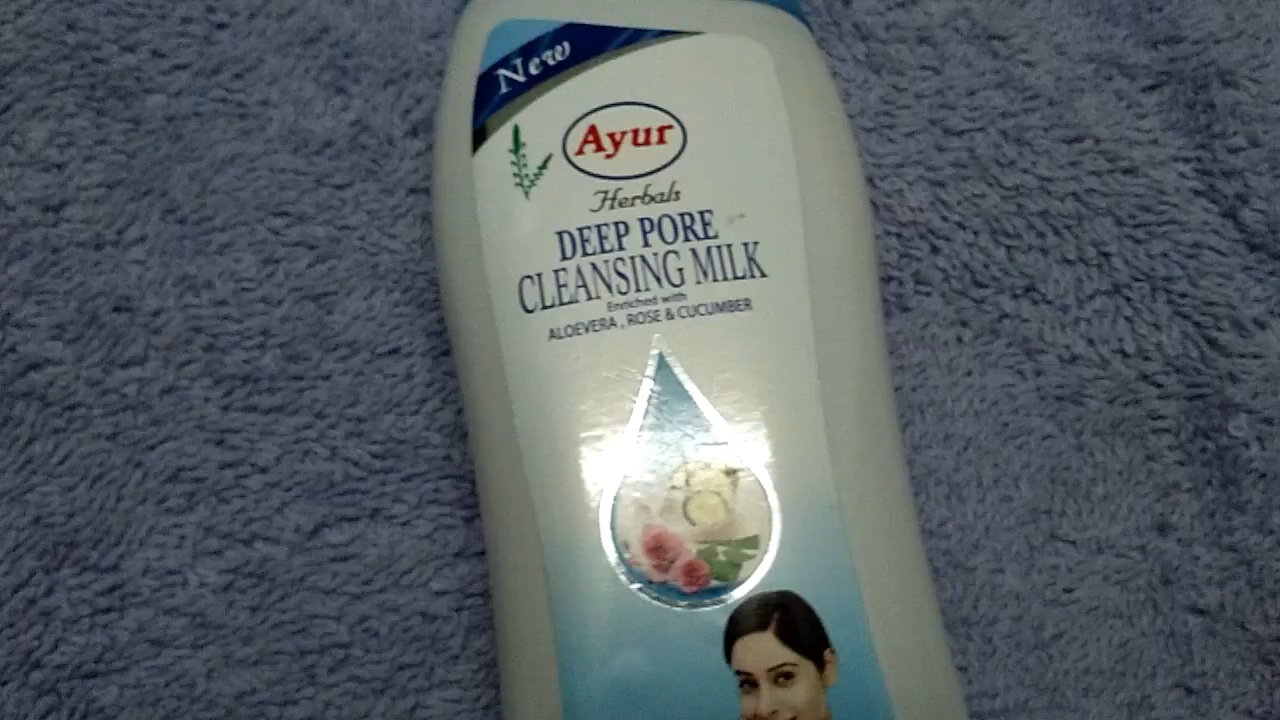 New
Ayur
Herbals
DEEP PORE
CLEANSING MILK
Enriched with
ALOEVERA , ROSE & CUCUMBER